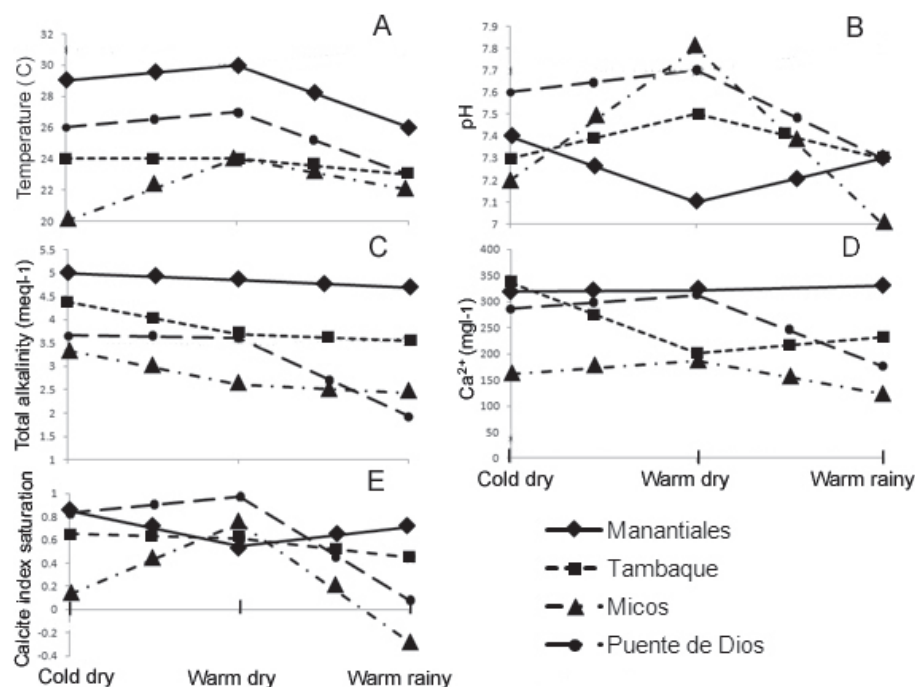 A
Temperature ( C)
32
30
28
26
24
22
20
B
pH
7.9
7.8
7.7
7.6
7.5
7.4
7.3
7.2
7.1
7
C
Total alkalinity (meql-1)
5.5
5
4.5
4
3.5
3
2.5
2
1.5
1
D
Ca2+ (mgl-1)
400
350
300
250
200
150
100
50
0
Cold dry Warm dry Warm rainy
E
Calcite index saturation
1
0.8
0.6
0.4
0.2
0
-0.2
-0.4
Cold dry Warm dry Warm rainy
Manantiales
Tambaque
Micos
Puente de Dios